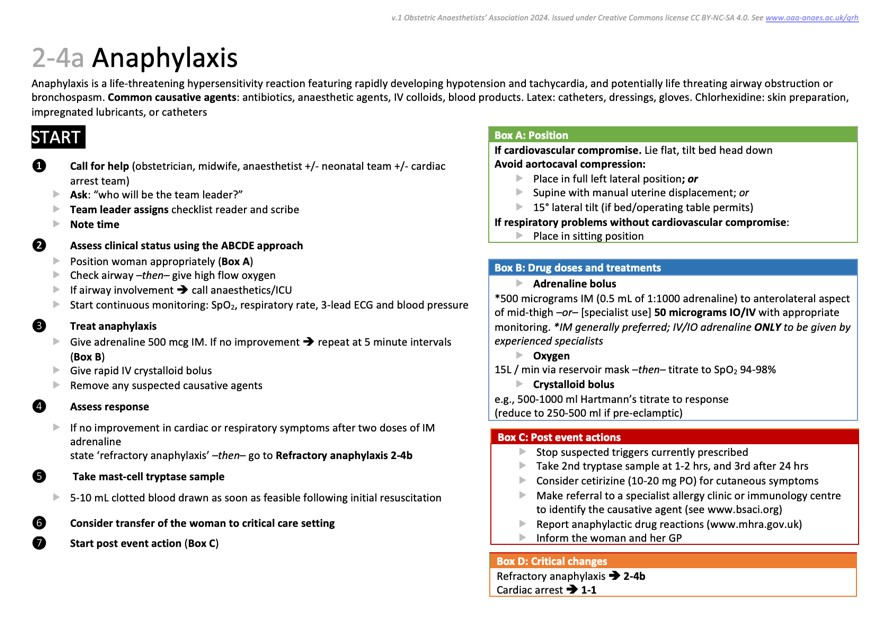 v.1 Obstetric Anaesthetists' Association 2024. Issued under Creative Commons license CC BY-NC-SA 4.0. See www.oaa-anaes.ac.uk/qrh
2-4a Anaphylaxis
Anaphylaxis is a life-threatening hypersensitivity reaction featuring rapidly developing hypotension and tachycardia, and potentially life threating airway obstruction or
bronchospasm. Common causative agents: antibiotics, anaesthetic agents, IV colloids, blood products. Latex: catheters, dressings, gloves. Chlorhexidine: skin preparation,
impregnated lubricants, or catheters
START
❶ Call for help (obstetrician, midwife, anaesthetist +/- neonatal team +/- cardiac
arrest team)
Ask: “who will be the team leader?”
Team leader assigns checklist reader and scribe
Note time
❷ Assess clinical status using the ABCDE approach
Position woman appropriately (Box A)
Check airway –then– give high flow oxygen
If airway involvement ➔ call anaesthetics/ICU
Start continuous monitoring: SpO₂, respiratory rate, 3-lead ECG and blood pressure
❸ Treat anaphylaxis
Give adrenaline 500 mcg IM. If no improvement ➔ repeat at 5 minute intervals
(Box B)
Give rapid IV crystalloid bolus
Remove any suspected causative agents
❹ Assess response
If no improvement in cardiac or respiratory symptoms after two doses of IM
adrenaline
state ‘refractory anaphylaxis’ –then– go to Refractory anaphylaxis 2-4b
❺ Take mast-cell tryptase sample
5-10 mL clotted blood drawn as soon as feasible following initial resuscitation
❻ Consider transfer of the woman to critical care setting
❼ Start post event action (Box C)
Box A: Position
If cardiovascular compromise. Lie flat, tilt bed head down
Avoid aortocaval compression:
Place in full left lateral position; or
Supine with manual uterine displacement; or
15° lateral tilt (if bed/operating table permits)
If respiratory problems without cardiovascular compromise:
Place in sitting position
Box B: Drug doses and treatments
Adrenaline bolus
*500 micrograms IM (0.5 mL of 1:1000 adrenaline) to anterolateral aspect
of mid-thigh –or– [specialist use] 50 micrograms IO/IV with appropriate
monitoring. *IM generally preferred; IV/IO adrenaline ONLY to be given by
experienced specialists
Oxygen
15L / min via reservoir mask –then– titrate to SpO₂ 94-98%
Crystalloid bolus
e.g., 500-1000 ml Hartmann’s titrate to response
(reduce to 250-500 ml if pre-eclamptic)
Box C: Post event actions
Stop suspected triggers currently prescribed
Take 2nd tryptase sample at 1-2 hrs, and 3rd after 24 hrs
Consider cetirizine (10-20 mg PO) for cutaneous symptoms
Make referral to a specialist allergy clinic or immunology centre
to identify the causative agent (see www.bsaci.org)
Report anaphylactic drug reactions (www.mhra.gov.uk)
Inform the woman and her GP
Box D: Critical changes
Refractory anaphylaxis ➔ 2-4b
Cardiac arrest ➔ 1-1